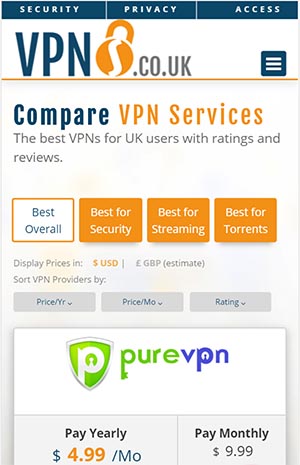 SECURITY PRIVACY ACCESS
VPNS.CO.UK
Compare VPN Services
The best VPNs for UK users with ratings and
reviews.
Best Overall
Best for Security
Best for Streaming
Best for Torrents
Display Prices in: $ USD | £ GBP (estimate)
Sort VPN Providers by:
Price/Yr Price/Mo Rating
p purevpn
Pay Yearly Pay Monthly
$ 4.99 /Mo $ 9.99